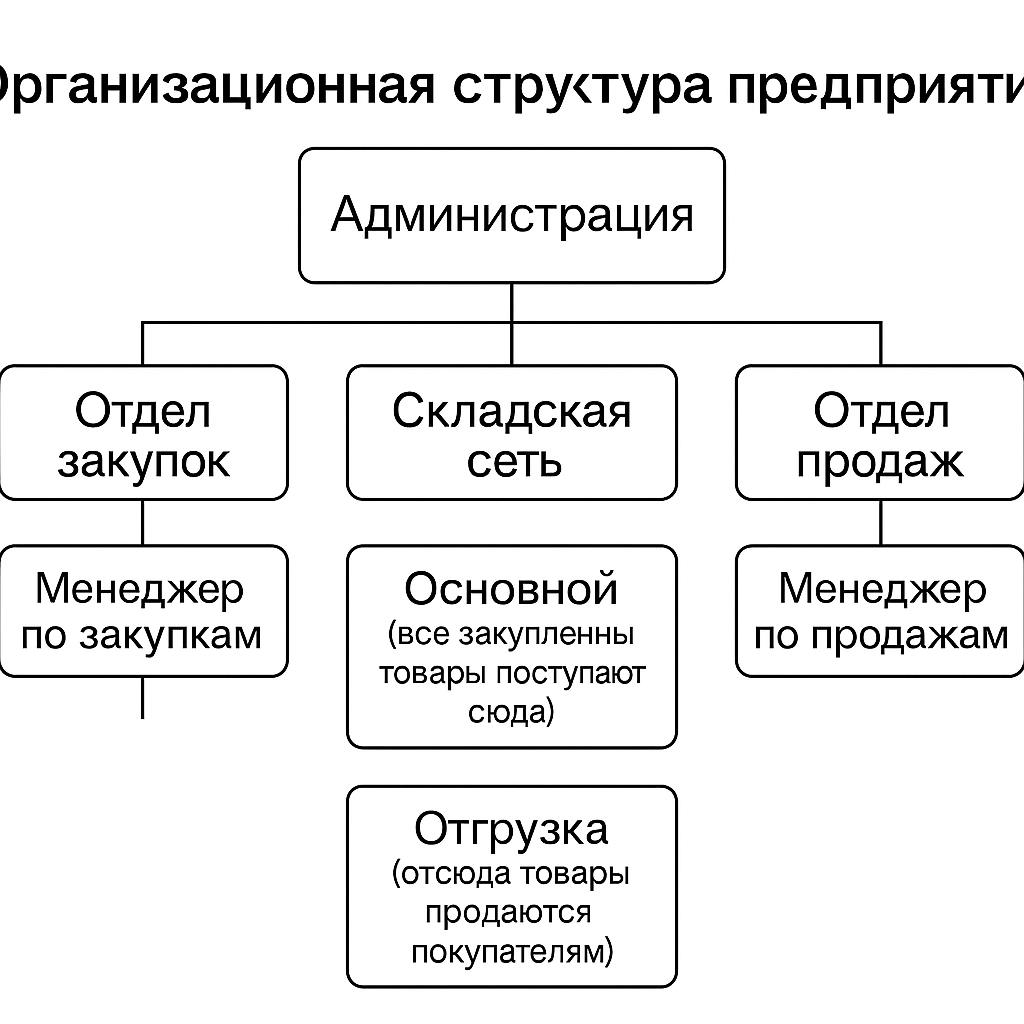 Организационная структура предприяти
Администрация
Отдел
закупок
Складская
сеть
Отдел
продаж
Менеджер
по закупкам
Основной
(все закупленны
товары поступают
сюда)
Менеджер
по продажам
Отгрузка
(отсюда товары
продаются
покупателям)